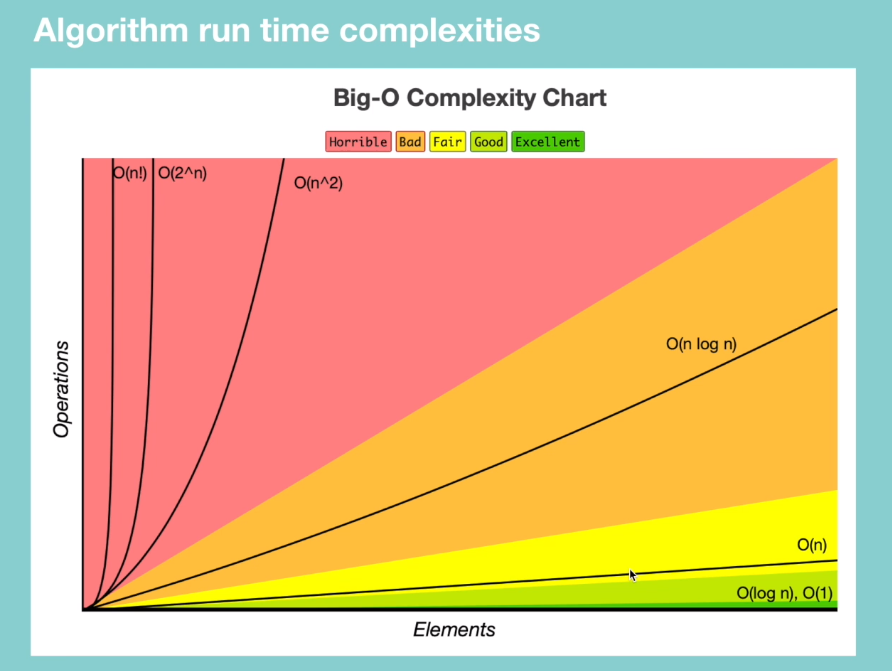 Algorithm run time complexities
Big-O Complexity Chart
Horrible Bad Fair Good Excellent
O(n!) O(2^n) O(n^2)
O(n log n)
Operations
O(n)
O(log n), O(1)
Elements